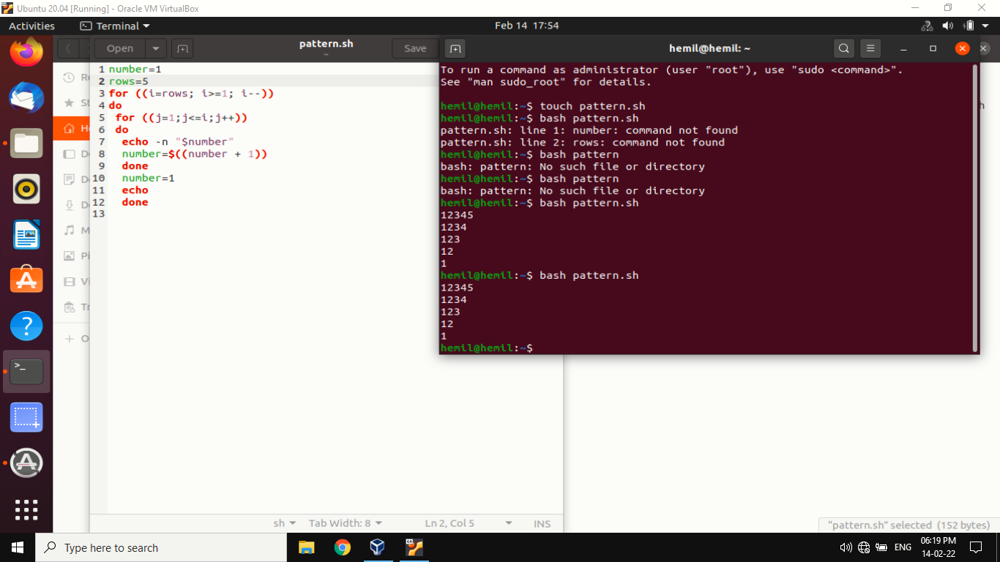 Ubuntu 20.04 [Running] - Oracle VM VirtualBox
Activities
Terminal
Feb 14 17:54
Open
pattern.sh
~
Save
1 number=1
2 rows=5
3 for ((i=rows; i>=1; i--))
4 do
5 for ((j=1;j<=i;j++))
6 do
7 echo -n "$number"
8 number=$((number + 1))
9 done
10 number=1
11 echo
12 done
13
sh
Tab Width: 8
Ln 2, Col 5
INS
hemil@hemil: ~
To run a command as administrator (user "root"), use "sudo <command>".
See "man sudo_root" for details.
hemil@hemil:~$ touch pattern.sh
hemil@hemil:~$ bash pattern.sh
pattern.sh: line 1: number: command not found
pattern.sh: line 2: rows: command not found
hemil@hemil:~$ bash pattern
bash: pattern: No such file or directory
hemil@hemil:~$ bash pattern
bash: pattern: No such file or directory
hemil@hemil:~$ bash pattern.sh
12345
1234
123
12
1
hemil@hemil:~$ bash pattern.sh
12345
1234
123
12
1
hemil@hemil:~$
"pattern.sh" selected (152 bytes)
Type here to search
ENG
06:19 PM
14-02-22